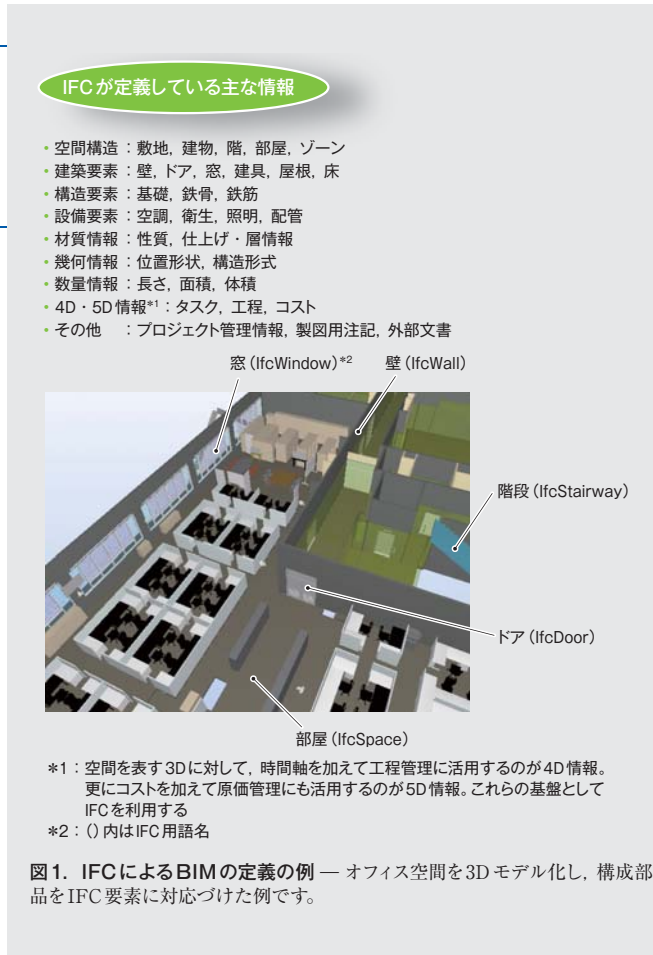 IFCが定義している主な情報
・空間構造：敷地，建物，階，部屋，ゾーン
・建築要素：壁，ドア，窓，建具，屋根，床
・構造要素：基礎，鉄骨，鉄筋
・設備要素：空調，衛生，照明，配管
・材質情報：性質，仕上げ・層情報
・幾何情報：位置形状，構造形式
・数量情報：長さ，面積，体積
・4D・5D情報*1：タスク，工程，コスト
・その他　：プロジェクト管理情報，製図用注記，外部文書
窓（IfcWindow）*2　壁（IfcWall）
階段（IfcStairway）
ドア（IfcDoor）
部屋（IfcSpace）
*1：空間を表す3Dに対して，時間軸を加えて工程管理に活用するのが4D情報。
更にコストを加えて原価管理にも活用するのが5D情報。これらの基盤として
IFCを利用する
*2：（）内はIFC用語名
図1．IFCによるBIMの定義の例 — オフィス空間を3Dモデル化し，構成部
品をIFC要素に対応づけた例です。